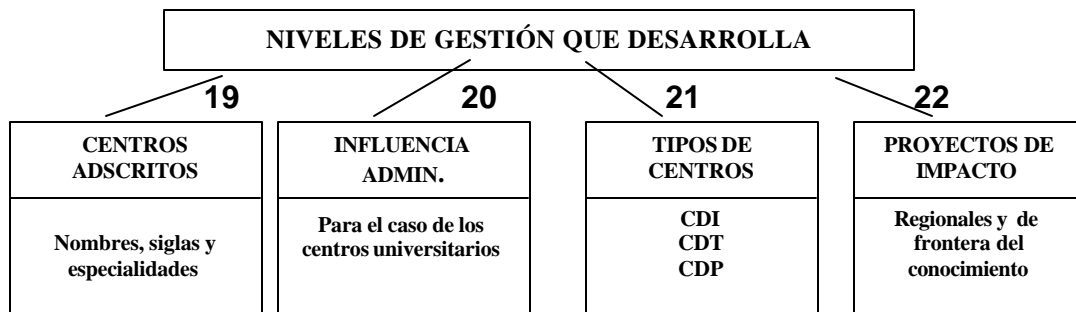 NIVELES DE GESTIÓN QUE DESARROLLA
19
20
21
22
CENTROS
ADSCRITOS
Nombres, siglas y
especialidades
INFLUENCIA
ADMIN.
Para el caso de los
centros universitarios
TIPOS DE
CENTROS
CDI
CDT
CDP
PROYECTOS DE
IMPACTO
Regionales y de
frontera del
conocimiento